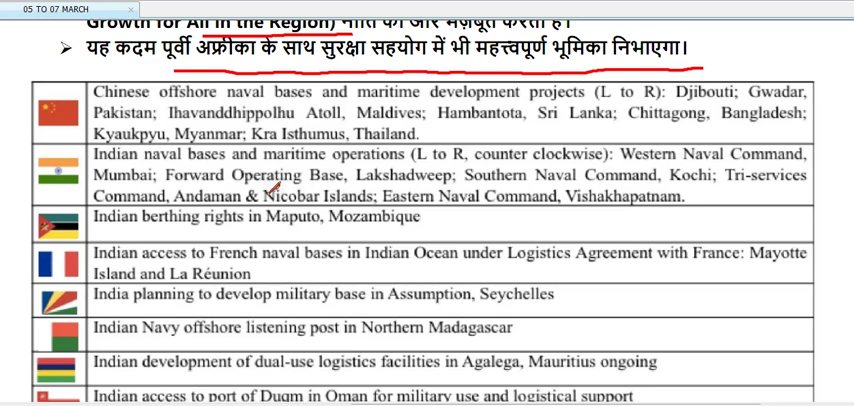 05 TO 07 MARCH
Growth for All in the Region) नीति को और मज़बूत करता है।
➤ यह कदम पूर्वी अफ्रीका के साथ सुरक्षा सहयोग में भी महत्त्वपूर्ण भूमिका निभाएगा।
Chinese offshore naval bases and maritime development projects (L to R): Djibouti; Gwadar,
Pakistan; Ihavanddhippolhu Atoll, Maldives; Hambantota, Sri Lanka; Chittagong, Bangladesh;
Kyaukpyu, Myanmar; Kra Isthumus, Thailand.
Indian naval bases and maritime operations (L to R, counter clockwise): Western Naval Command,
Mumbai; Forward Operating Base, Lakshadweep; Southern Naval Command, Kochi; Tri-services
Command, Andaman & Nicobar Islands; Eastern Naval Command, Vishakhapatnam.
Indian berthing rights in Maputo, Mozambique
Indian access to French naval bases in Indian Ocean under Logistics Agreement with France: Mayotte
Island and La Réunion
India planning to develop military base in Assumption, Seychelles
Indian Navy offshore listening post in Northern Madagascar
Indian development of dual-use logistics facilities in Agalega, Mauritius ongoing
Indian access to port of Duqm in Oman for military use and logistical support